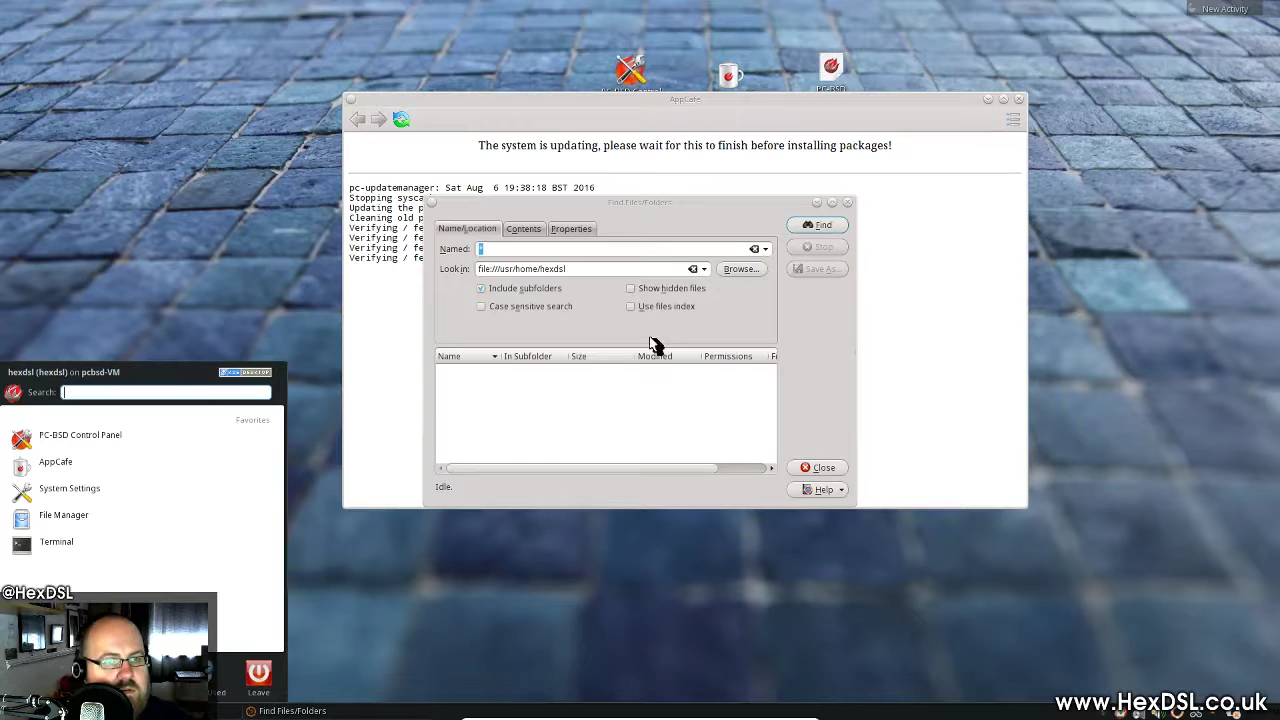 New Activity
PC-BSD Control
PC-BSD
AppCafe
The system is updating, please wait for this to finish before installing packages!
pc-updatemanager: Sat Aug  6 19:38:18 BST 2016
Stopping sysca
Updating the p
Cleaning old p
Verifying / fe
Verifying / fe
Verifying / fe
Verifying / fe
Find Files/Folders
Name/Location
Contents
Properties
Find
Named: *
Stop
Look in: file:///usr/home/hexdsl
Browse...
Save As...
Include subfolders
Show hidden files
Case sensitive search
Use files index
Name
In Subfolder
Size
Modified
Permissions
Idle.
Close
Help
hexdsl (hexdsl) on pcbsd-VM
Search:
Favorites
PC-BSD Control Panel
AppCafe
System Settings
File Manager
Terminal
@HexDSL
Leave
Find Files/Folders
www.HexDSL.co.uk